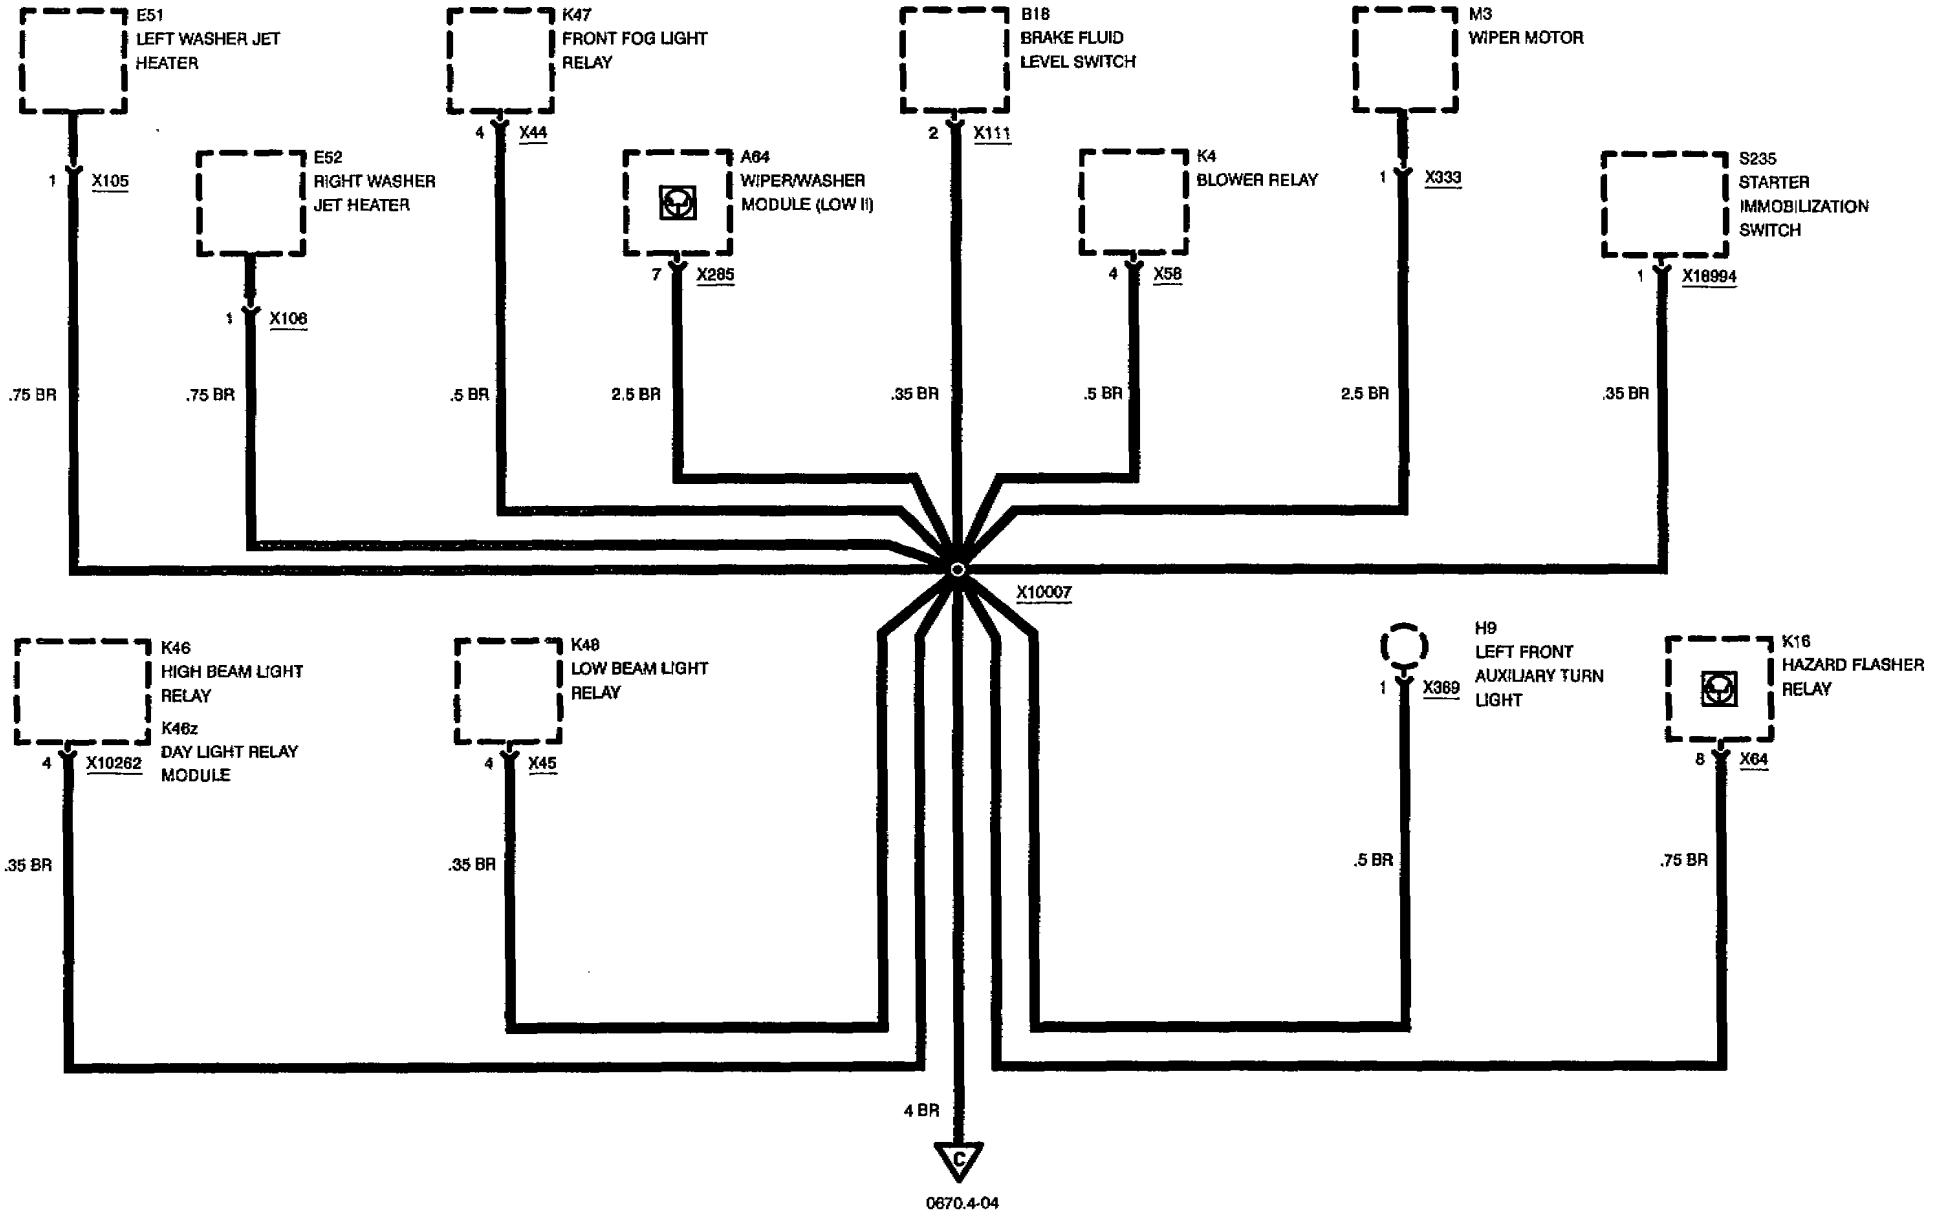 E51
LEFT WASHER JET
HEATER
K47
FRONT FOG LIGHT
RELAY
B18
BRAKE FLUID
LEVEL SWITCH
M3
WIPER MOTOR
4 X44
2 X111
1 X105
E52
RIGHT WASHER
JET HEATER
A64
WIPER/WASHER
MODULE (LOW II)
K4
BLOWER RELAY
1 X333
S235
STARTER
IMMOBILIZATION
SWITCH
7 X285
4 X58
1 X18994
1 X106
.75 BR
.75 BR
.5 BR
2.5 BR
.35 BR
.5 BR
2.5 BR
.35 BR
X10007
K46
HIGH BEAM LIGHT
RELAY
K46z
DAY LIGHT RELAY
MODULE
4 X10262
K48
LOW BEAM LIGHT
RELAY
4 X45
H9
LEFT FRONT
AUXILIARY TURN
LIGHT
1 X369
K16
HAZARD FLASHER
RELAY
8 X64
.35 BR
.35 BR
.5 BR
.75 BR
4 BR
C
0670.4-04